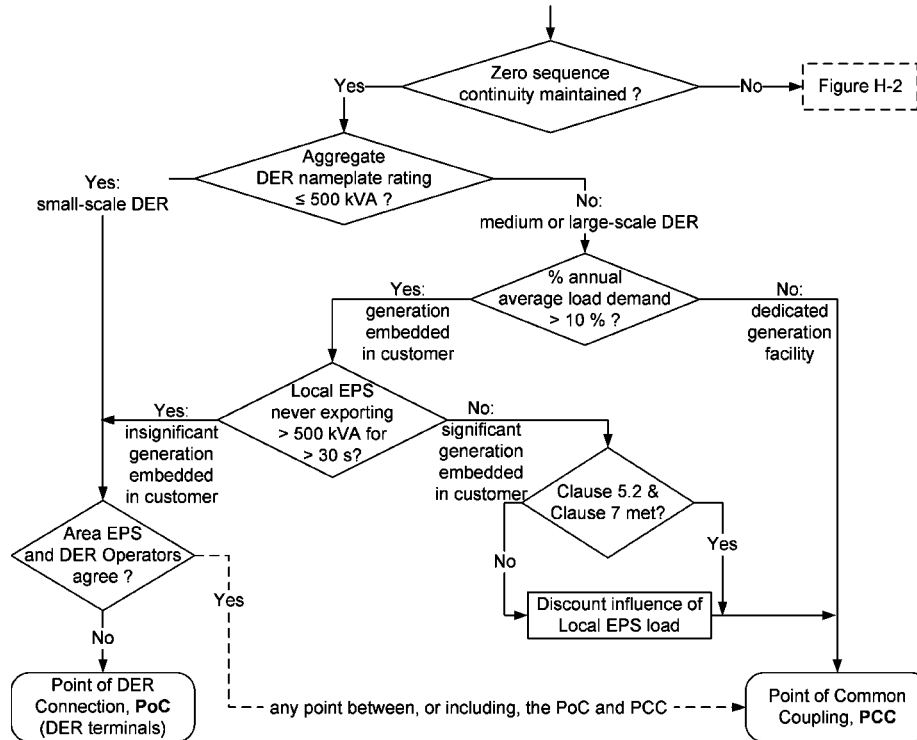 Zero sequence
continuity maintained ?
Yes
No
Figure H-2
Aggregate
DER nameplate rating
≤ 500 kVA ?
Yes:
small-scale DER
No:
medium or large-scale DER
% annual
average load demand
> 10 % ?
Yes:
generation
embedded
in customer
No:
dedicated
generation
facility
Local EPS
never exporting
> 500 kVA for
> 30 s?
Yes:
insignificant
generation
embedded
in customer
No:
significant
generation
embedded
in customer
Clause 5.2 &
Clause 7 met?
No
Yes
Discount influence of
Local EPS load
Area EPS
and DER Operators
agree ?
Yes
No
Point of DER
Connection, PoC
(DER terminals)
any point between, or including, the PoC and PCC
Point of Common
Coupling, PCC